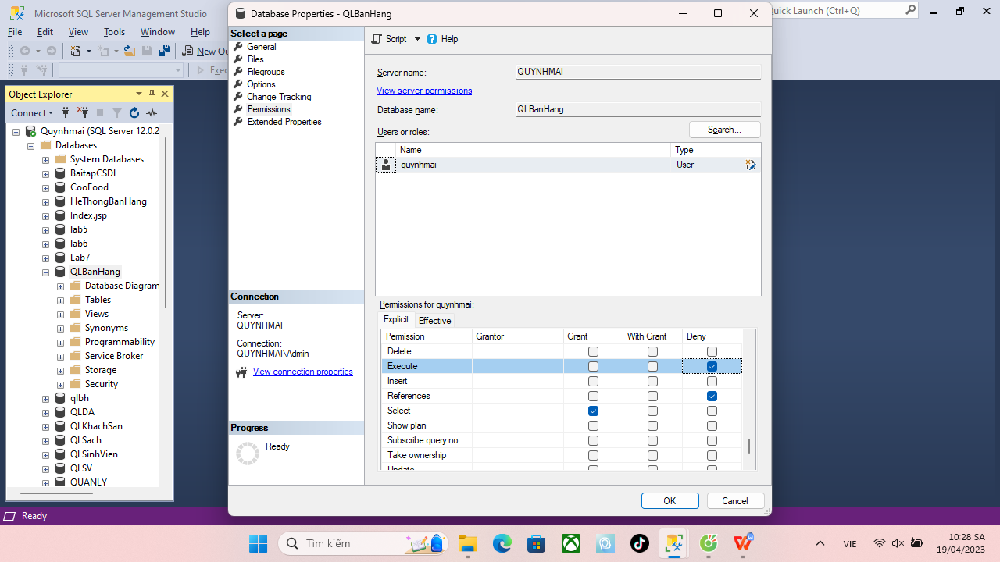 Microsoft SQL Server Management Studio
Quick Launch (Ctrl+Q)
File Edit View Tools Window Help
New Qu
Exec
Object Explorer
Connect
Quynhmai (SQL Server 12.0.2
Databases
System Databases
BaitapCSDl
CooFood
HeThongBanHang
Index.jsp
lab5
lab6
Lab7
QLBanHang
Database Diagram
Tables
Views
Synonyms
Programmability
Service Broker
Storage
Security
qlbh
QLDA
QLKhachSan
QLSach
QLSinhVien
QLSV
QUANLY
Database Properties - QLBanHang
Select a page
General
Files
Filegroups
Options
Change Tracking
Permissions
Extended Properties
Connection
Server:
QUYNHMAI
Connection:
QUYNHMAI\Admin
View connection properties
Progress
Ready
Script Help
Server name: QUYNHMAI
View server permissions
Database name: QLBanHang
Users or roles: Search...
Name Type
quynhmai User
Permissions for quynhmai:
Explicit Effective
Permission Grantor Grant With Grant Deny
Delete
Execute
Insert
References
Select
Show plan
Subscribe query no...
Take ownership
Update
OK Cancel
Ready
Tìm kiếm
VIE
10:28 SA
19/04/2023